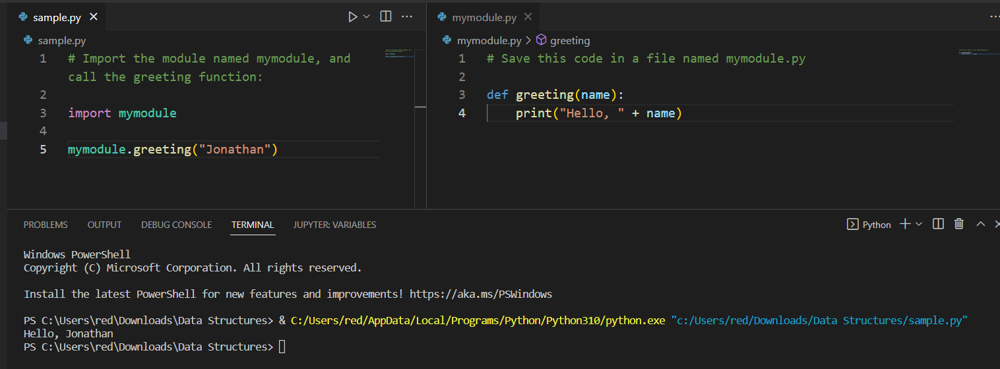 sample.py
sample.py
1 # Import the module named mymodule, and
call the greeting function:
2
3 import mymodule
4
5 mymodule.greeting("Jonathan")
mymodule.py
mymodule.py > greeting
1 # Save this code in a file named mymodule.py
2
3 def greeting(name):
4     print("Hello, " + name)
PROBLEMS OUTPUT DEBUG CONSOLE TERMINAL JUPYTER: VARIABLES Python
Windows PowerShell
Copyright (C) Microsoft Corporation. All rights reserved.
Install the latest PowerShell for new features and improvements! https://aka.ms/PSWindows
PS C:\Users\red\Downloads\Data Structures> & C:/Users/red/AppData/Local/Programs/Python/Python310/python.exe "c:/Users/red/Downloads/Data Structures/sample.py"
Hello, Jonathan
PS C:\Users\red\Downloads\Data Structures>